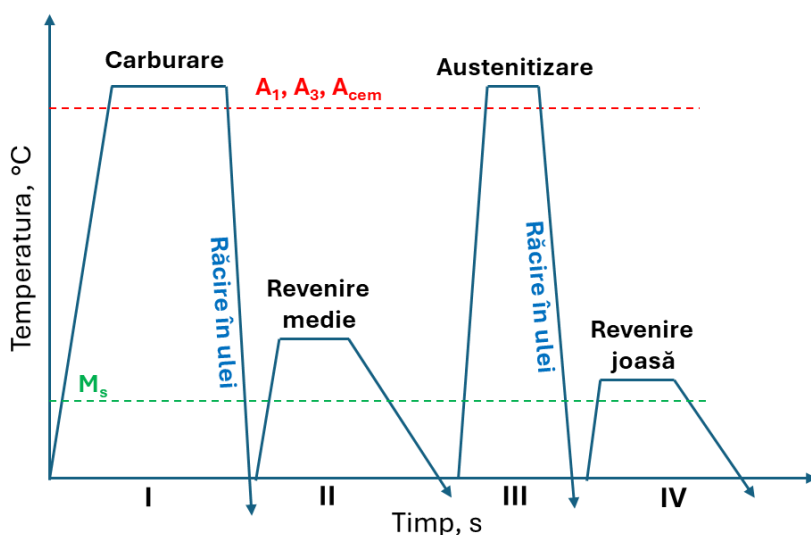 Carburare
Austenitizare
A1, A3, Acem
Temperatura, °C
Răcire în ulei
Răcire în ulei
Revenire
medie
Revenire
joasă
Ms
I
II
III
IV
Timp, s